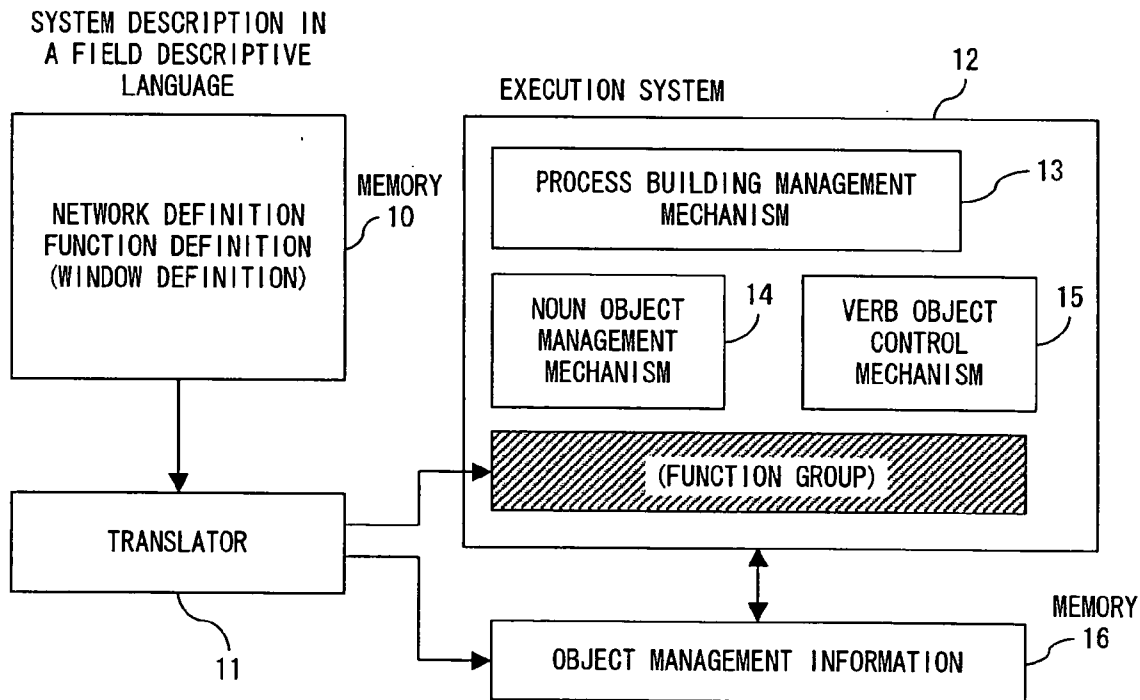 SYSTEM DESCRIPTION IN
A FIELD DESCRIPTIVE
LANGUAGE
NETWORK DEFINITION
FUNCTION DEFINITION
(WINDOW DEFINITION)
MEMORY
10
TRANSLATOR
11
EXECUTION SYSTEM
12
PROCESS BUILDING MANAGEMENT
MECHANISM
13
NOUN OBJECT
MANAGEMENT
MECHANISM
14
VERB OBJECT
CONTROL
MECHANISM
15
(FUNCTION GROUP)
OBJECT MANAGEMENT INFORMATION
MEMORY
16